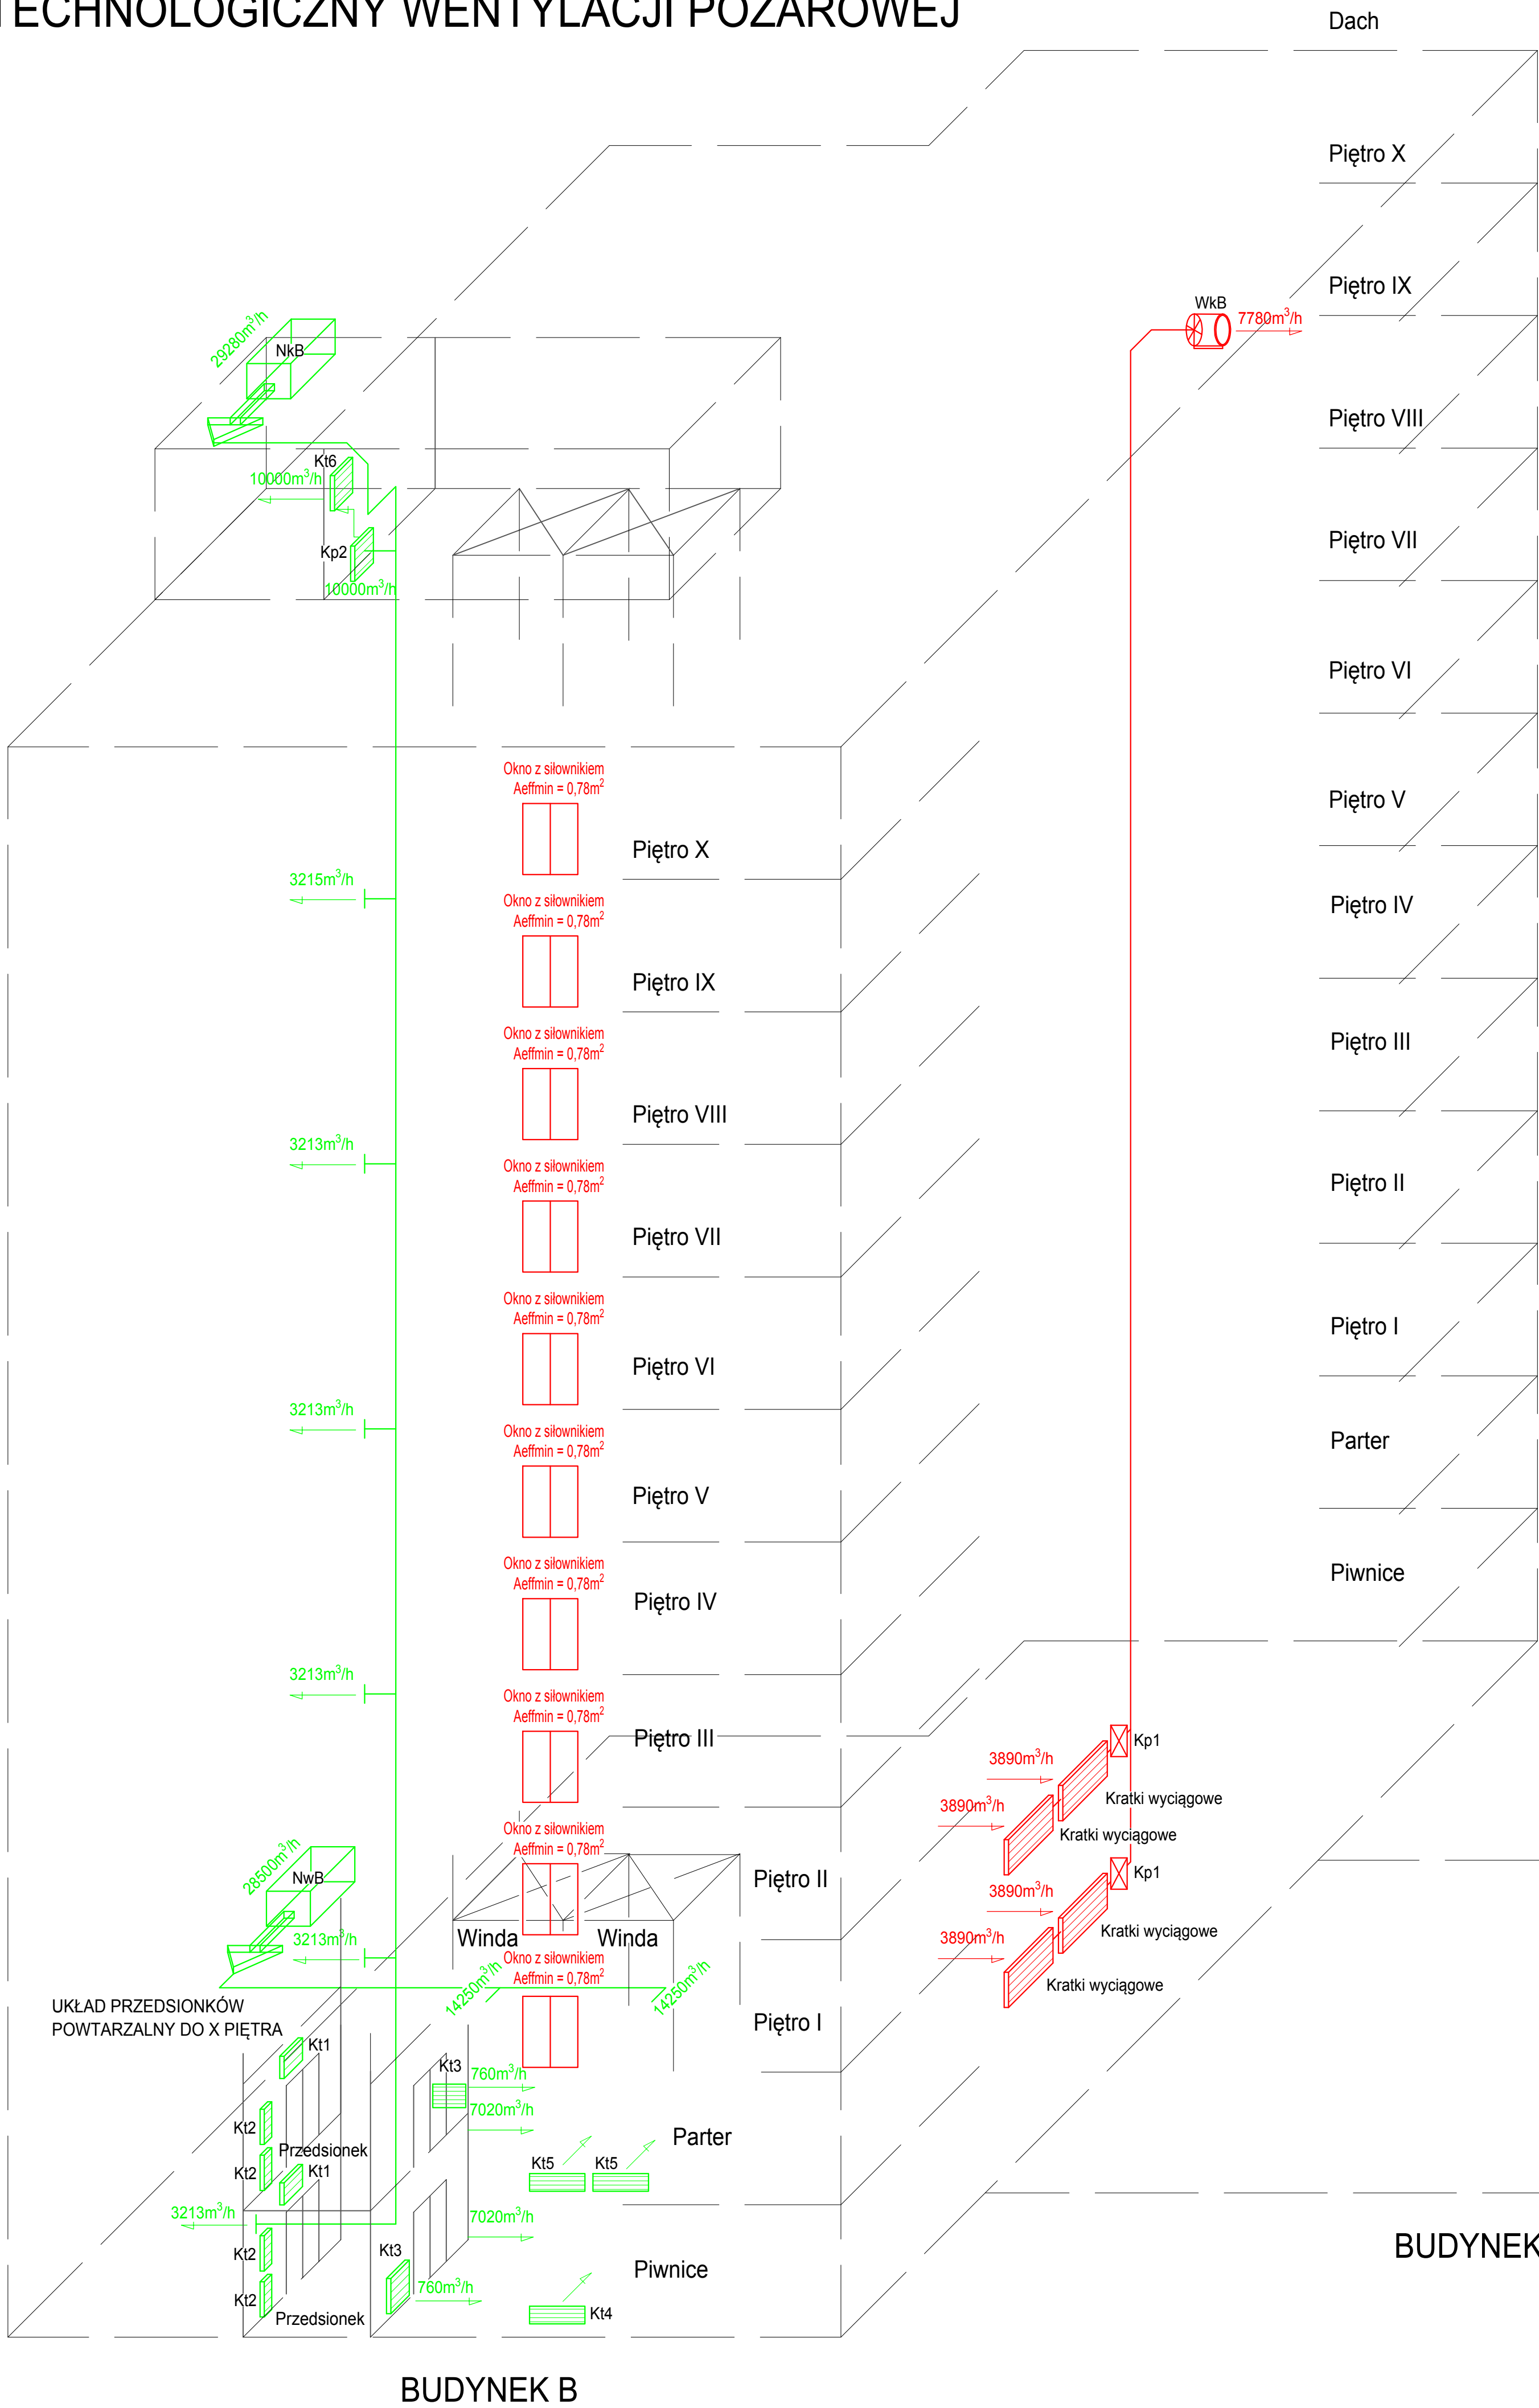 TECHNOLOGICZNY WENTYLACJI POŻAROWEJ
Dach
Piętro X
Piętro IX
WkB
7780m³/h
Piętro VIII
Piętro VII
Piętro VI
Piętro V
Piętro IV
Piętro III
Piętro II
Piętro I
Parter
Piwnice
29280m³/h
NkB
Kt6
10000m³/h
Kp2
10000m³/h
Okno z siłownikiem
Aeffmin = 0,78m²
Piętro X
3215m³/h
Okno z siłownikiem
Aeffmin = 0,78m²
Piętro IX
Okno z siłownikiem
Aeffmin = 0,78m²
Piętro VIII
3213m³/h
Okno z siłownikiem
Aeffmin = 0,78m²
Piętro VII
Okno z siłownikiem
Aeffmin = 0,78m²
Piętro VI
3213m³/h
Okno z siłownikiem
Aeffmin = 0,78m²
Piętro V
Okno z siłownikiem
Aeffmin = 0,78m²
Piętro IV
3213m³/h
Okno z siłownikiem
Aeffmin = 0,78m²
Piętro III
Okno z siłownikiem
Aeffmin = 0,78m²
Piętro II
28500m³/h
NwB
3213m³/h
Winda
Winda
Okno z siłownikiem
Aeffmin = 0,78m²
14250m³/h
14250m³/h
Piętro I
UKŁAD PRZEDSIONKÓW
POWTARZALNY DO X PIĘTRA
Kt1
Kt3
760m³/h
7020m³/h
Kt2
Przedsionek
Kt2
Kt1
Kt5
Kt5
Parter
3213m³/h
7020m³/h
Kt2
Kt3
Kt2
760m³/h
Przedsionek
Kt4
Piwnice
3890m³/h
Kp1
3890m³/h
Kratki wyciągowe
Kratki wyciągowe
3890m³/h
Kp1
3890m³/h
Kratki wyciągowe
Kratki wyciągowe
BUDYNEK
BUDYNEK B